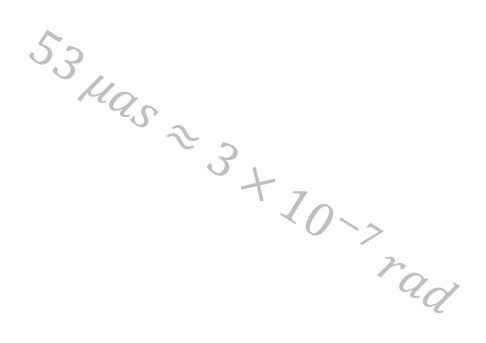 53 μas ≈ 3 × 10⁻⁷ rad